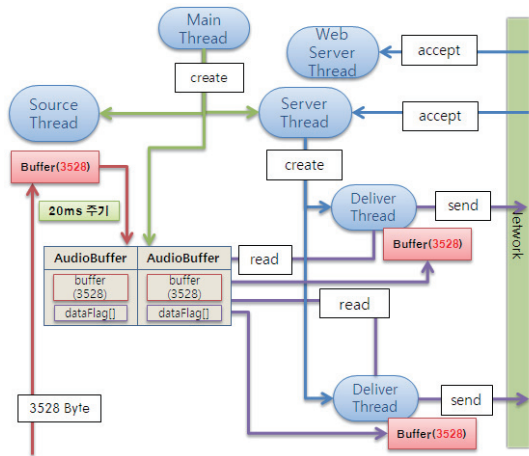 Main
Thread
create
Web
Server
Thread
accept
Source
Thread
Server
Thread
accept
Buffer(3528)
create
20ms 주기
Deliver
Thread
send
Network
Buffer(3528)
AudioBuffer
AudioBuffer
read
buffer
(3528)
buffer
(3528)
dataFlag[]
dataFlag[]
read
3528 Byte
Deliver
Thread
send
Buffer(3528)